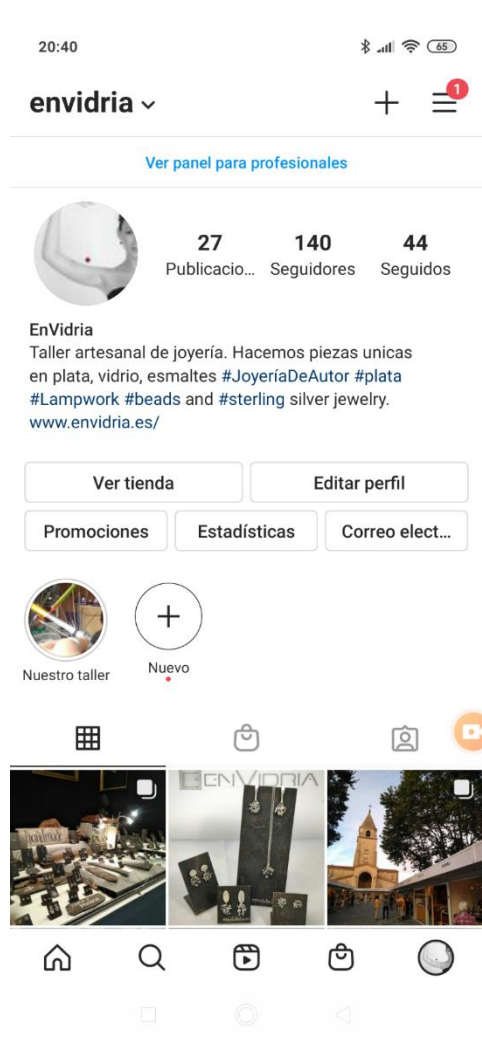 20:40
65
envidria
1
Ver panel para profesionales
27 140 44
Publicacio... Seguidores Seguidos
EnVidria
Taller artesanal de joyería. Hacemos piezas unicas
en plata, vidrio, esmaltes #JoyeríaDeAutor #plata
#Lampwork #beads and #sterling silver jewelry.
www.envidria.es/
Ver tienda Editar perfil
Promociones Estadísticas Correo elect...
Nuestro taller Nuevo
ENVIDRIA